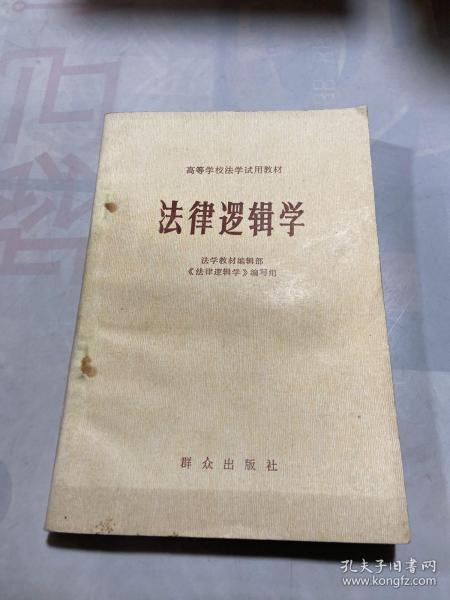 高等学校法学试用教材
法律逻辑学
法学教材编辑部
《法律逻辑学》编写组
群众出版社
孔夫子旧书网
www.kongfz.com